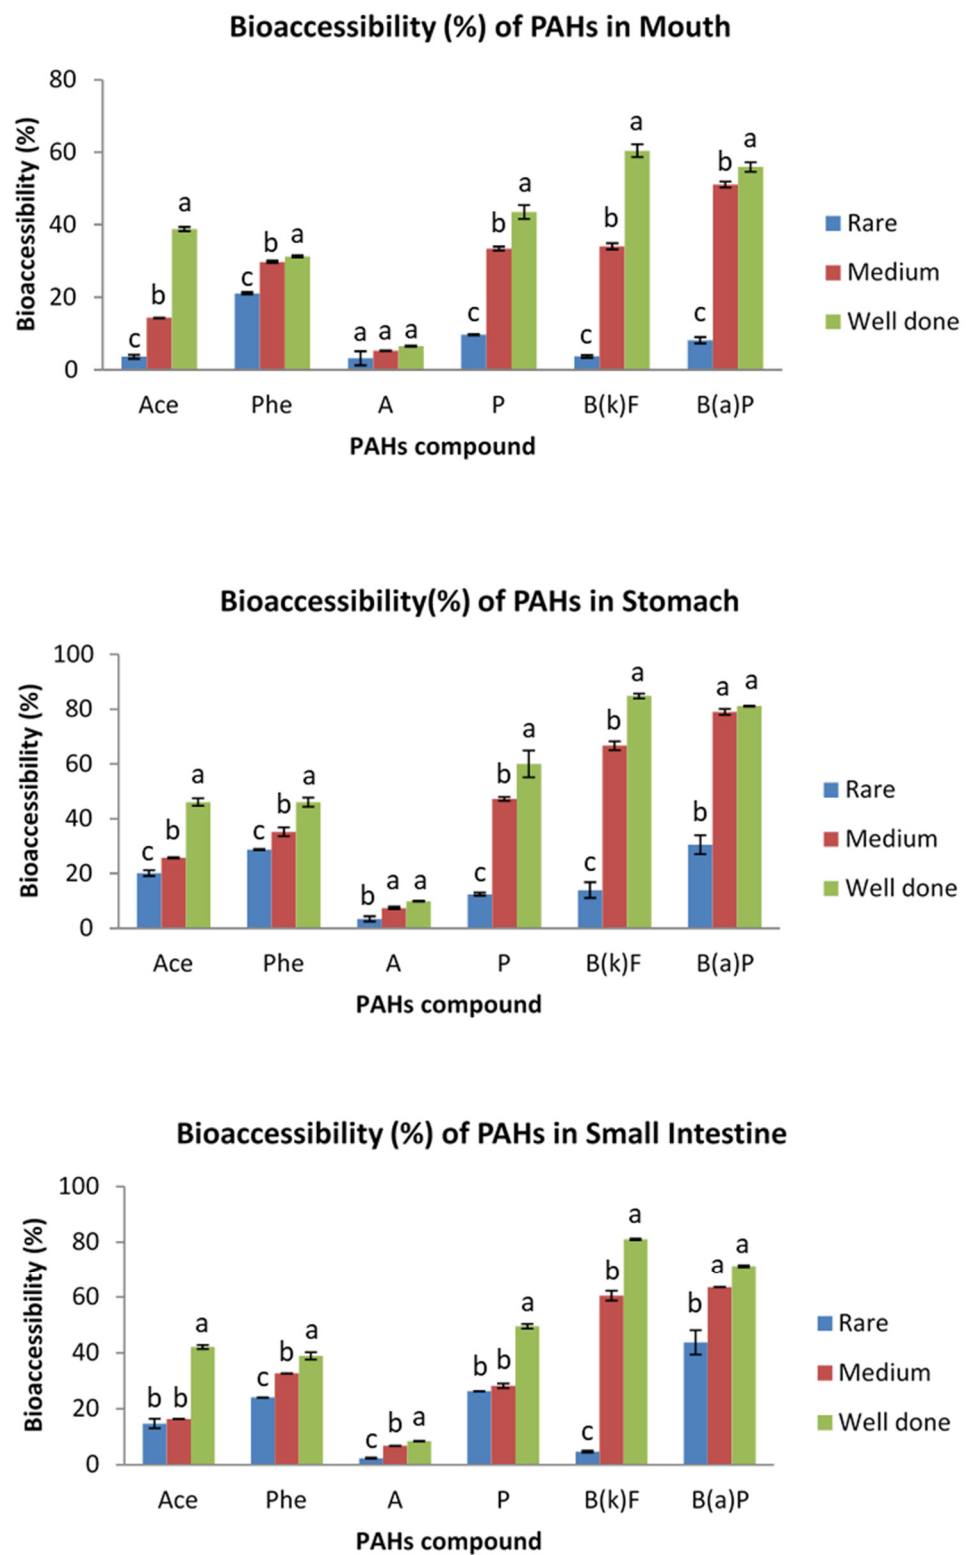 Bioaccessibility (%) of PAHs in Mouth
Bioaccessibility (%)
80
60
40
20
0
c b a
c b a
a a a
c b a
c b a
c b a
Ace Phe A P B(k)F B(a)P
PAHs compound
Rare
Medium
Well done
Bioaccessibility(%) of PAHs in Stomach
Bioaccessibility (%)
100
80
60
40
20
0
c b a
c b a
b a a
c b a
c b a
b a a
Ace Phe A P B(k)F B(a)P
PAHs compound
Rare
Medium
Well done
Bioaccessibility (%) of PAHs in Small Intestine
Bioaccessibility (%)
100
80
60
40
20
0
b b a
c b a
c b a
b b a
c b a
b a a
Ace Phe A P B(k)F B(a)P
PAHs compound
Rare
Medium
Well done